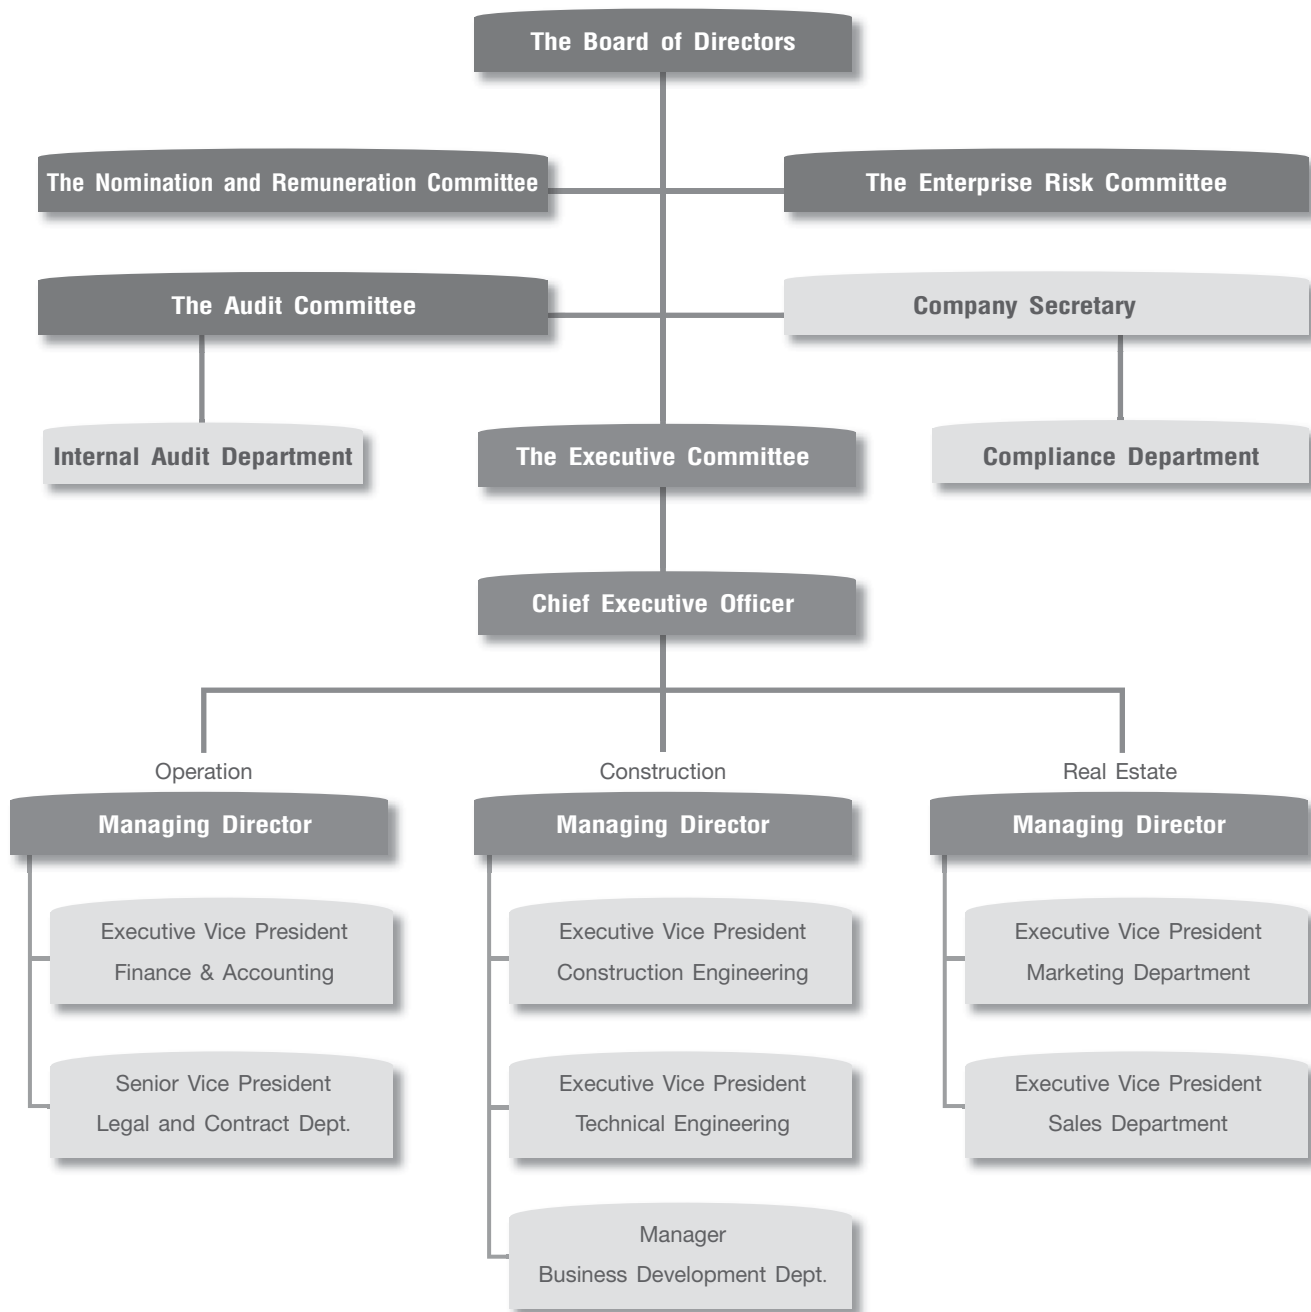 The Board of Directors
The Nomination and Remuneration Committee
The Enterprise Risk Committee
The Audit Committee
Company Secretary
Internal Audit Department
The Executive Committee
Compliance Department
Chief Executive Officer
Operation
Construction
Real Estate
Managing Director
Managing Director
Managing Director
Executive Vice President
Finance & Accounting
Executive Vice President
Construction Engineering
Executive Vice President
Marketing Department
Senior Vice President
Legal and Contract Dept.
Executive Vice President
Technical Engineering
Executive Vice President
Sales Department
Manager
Business Development Dept.